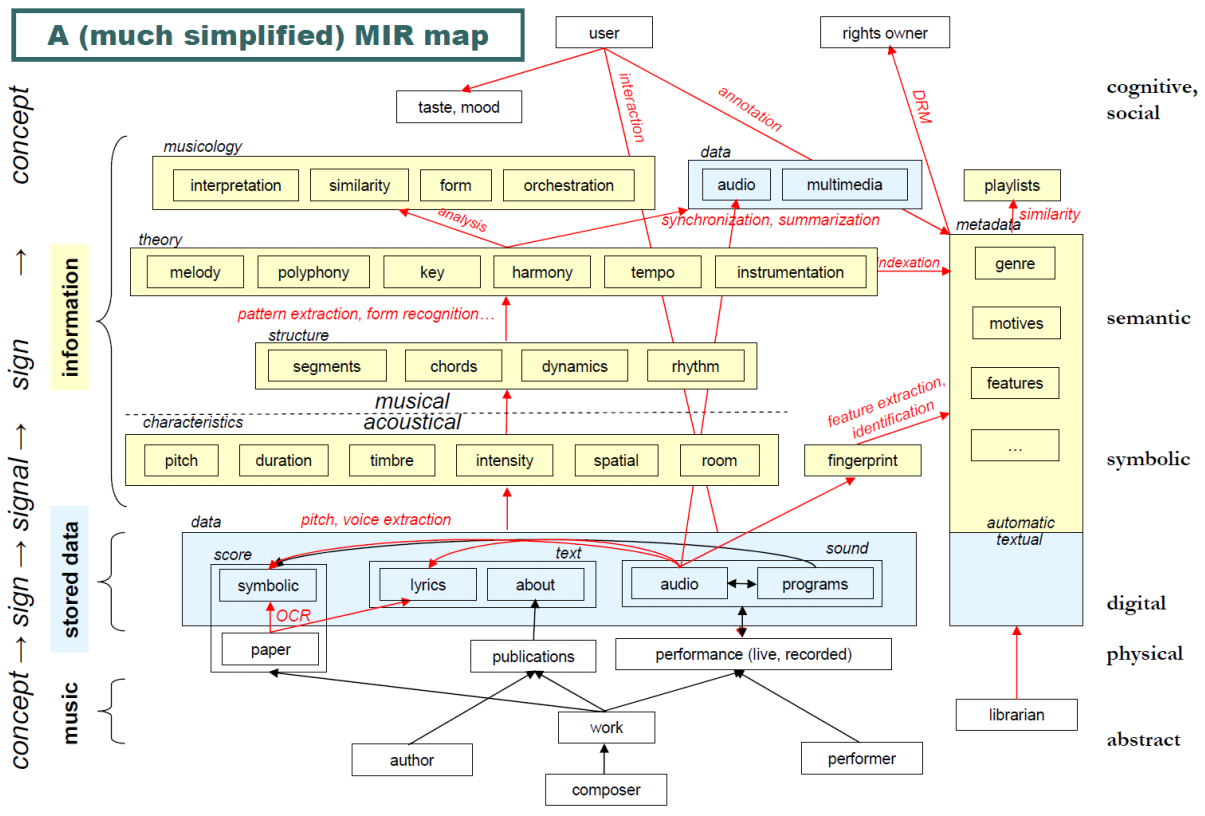 A (much simplified) MIR map
user
rights owner
taste, mood
interaction
annotation
DRM
cognitive,
social
musicology
interpretation
similarity
form
orchestration
data
audio
multimedia
playlists
similarity
analysis
synchronization, summarization
metadata
theory
melody
polyphony
key
harmony
tempo
instrumentation
indexation
genre
pattern extraction, form recognition…
motives
semantic
structure
segments
chords
dynamics
rhythm
features
musical
acoustical
feature extraction,
identification
characteristics
pitch
duration
timbre
intensity
spatial
room
fingerprint
…
symbolic
pitch, voice extraction
data
automatic
textual
score
text
sound
symbolic
lyrics
about
audio
programs
OCR
digital
paper
publications
performance (live, recorded)
physical
work
librarian
author
performer
abstract
composer
concept → sign → signal → sign → concept
information
stored data
music